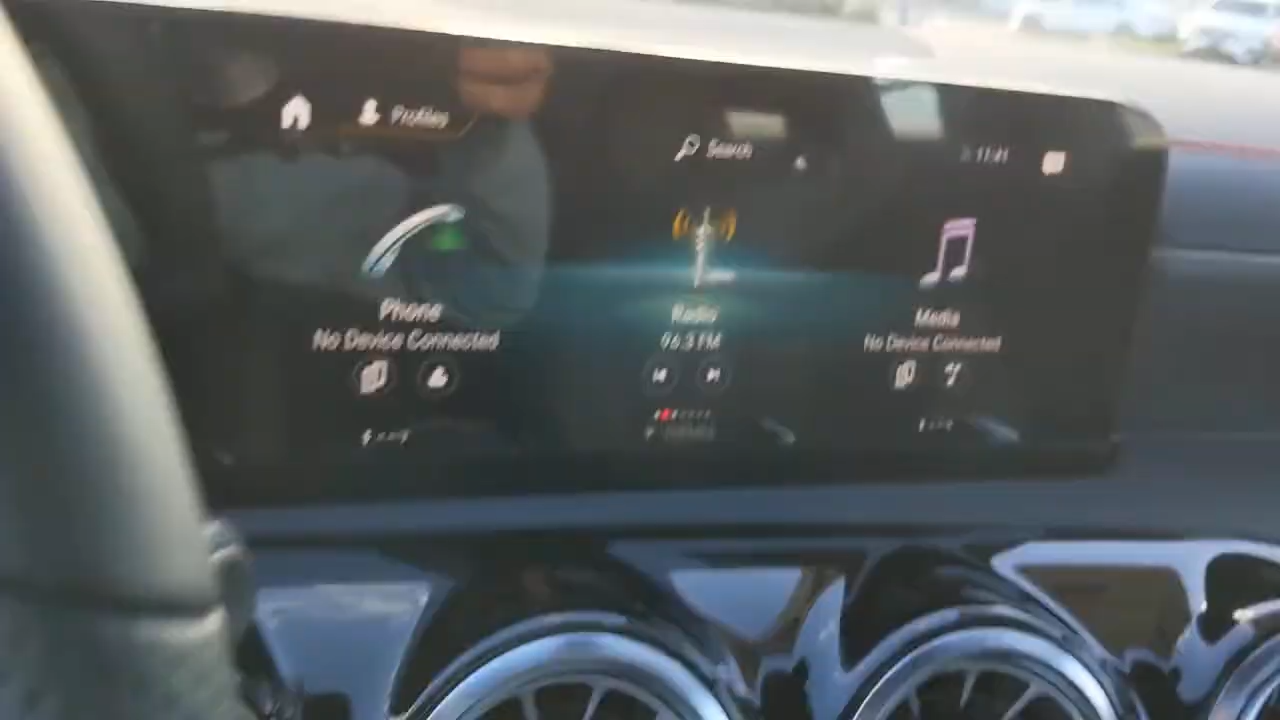 Profiles
Search
11:41
Phone
No Device Connected
Radio
96.3 FM
Media
No Device Connected